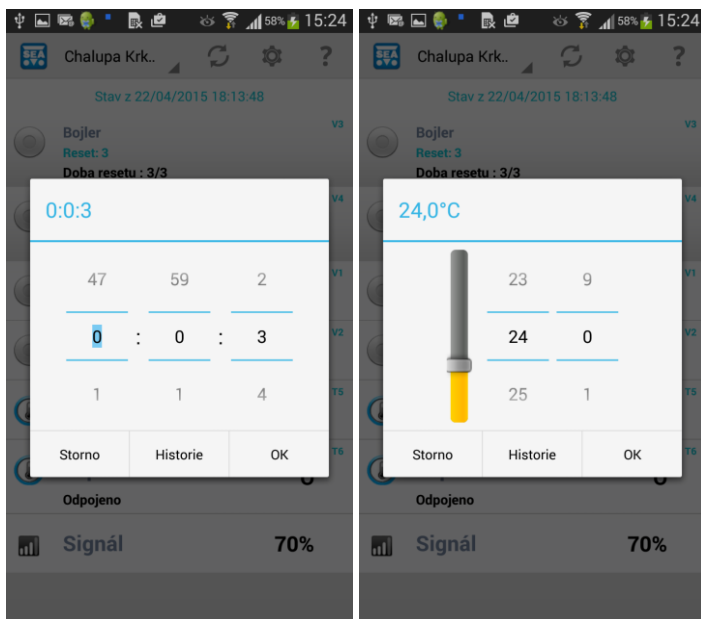 58% 15:24
SEA
Chalupa Krk..
?
Stav z 22/04/2015 18:13:48
V3
Bojler
Reset: 3
Doba resetu : 3/3
V4
0:0:3
47 59 2
V1
0 : 0 : 3
V2
1 1 4
T5
Storno Historie OK
T6
Odpojeno
Signál 70%
58% 15:24
SEA
Chalupa Krk..
?
Stav z 22/04/2015 18:13:48
V3
Bojler
Reset: 3
Doba resetu : 3/3
V4
24,0°C
23 9
V1
24 0
V2
25 1
T5
Storno Historie OK
T6
Odpojeno
Signál 70%